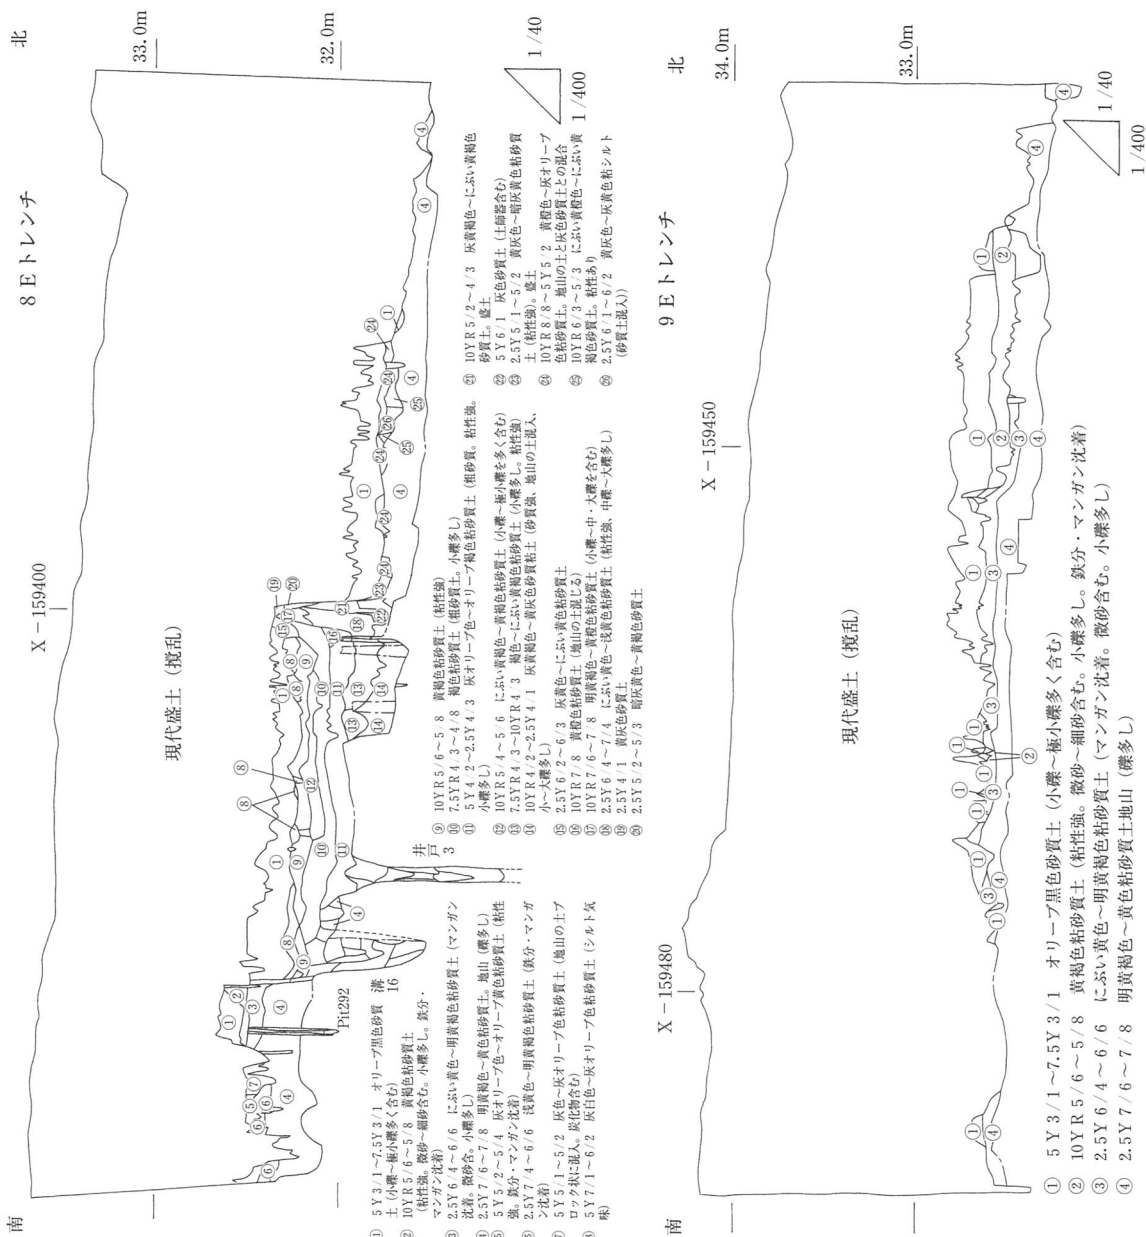 8Eトレンチ
南
北
33.0m
32.0m
X−159400
現代盛土（撹乱）
井戸3
溝16
Pit292
1/40
1/400
① 5Y3/1～7.5Y3/1 オリーブ黒色砂質
土（小礫～極小礫多く含む）
② 10YR5/6～5/8 黄褐色粘砂質土
（粘性強。微砂～細砂含む。小礫多し。鉄分・
マンガン沈着）
③ 2.5Y6/4～6/6 にぶい黄色～明黄褐色粘砂質土（マンガン
沈着。微砂含。小礫多し）
④ 2.5Y7/6～7/8 明黄褐色～黄色粘砂質土。地山（礫多し）
⑤ 5Y5/2～5/4 灰オリーブ色～オリーブ黄色粘砂質土（粘性
強。鉄分・マンガン沈着）
⑥ 2.5Y7/4～6/6 浅黄色～明黄褐色粘砂質土（鉄分・マンガ
ン沈着）
⑦ 5Y5/1～5/2 灰色～灰オリーブ色粘砂質土（地山の土ブ
ロック状に混入。炭化物含む）
⑧ 5Y7/1～6/2 灰白色～灰オリーブ色粘砂質土（シルト気
味）
⑨ 10YR5/6～5/8 黄褐色粘砂質土（粘性強）
⑩ 7.5YR4/3～4/8 褐色粘砂質土（粗砂質土。小礫多し）
⑪ 5Y4/2～2.5Y4/3 灰オリーブ色～オリーブ褐色粘砂質土（粗砂質。粘性強。
小礫多し）
⑫ 10YR5/4～5/6 にぶい黄褐色～黄褐色粘砂質土（小礫～極小礫を多く含む）
⑬ 7.5YR4/3～10YR4/3 褐色～にぶい黄褐色粘砂質土（小礫多し。粘性強）
⑭ 10YR4/2～2.5Y4/1 灰黄褐色～黄灰色砂質粘土（砂質強、地山の土混入、
小～大礫多し）
⑮ 2.5Y6/2～6/3 灰黄色～にぶい黄色粘砂質土
⑯ 10YR7/8 黄橙色粘砂質土（地山の土混じる）
⑰ 10YR7/6～7/8 明黄褐色～黄橙色粘砂質土（小礫～中・大礫を含む）
⑱ 2.5Y6/4～7/4 にぶい黄色～浅黄色粘砂質土（粘性強、中礫～大礫多し）
⑲ 2.5Y4/1 黄灰色砂質土
⑳ 2.5Y5/2～5/3 暗灰黄色～黄褐色砂質土
㉑ 10YR5/2～4/3 灰黄褐色～にぶい黄褐色
砂質土。盛土
㉒ 5Y6/1 灰色砂質土（土師器含む）
㉓ 2.5Y5/1～5/2 黄灰色～暗灰黄色粘砂質
土（粘性強）。盛土
㉔ 10YR8/8～5Y5/2 黄橙色～灰オリーブ
色粘砂質土。地山の土と灰色砂質土との混合
㉕ 10YR6/3～5/3 にぶい黄橙色～にぶい黄
褐色砂質土。粘性あり
㉖ 2.5Y6/1～6/2 黄灰色～灰黄色粘シルト
（砂質土混入））
9Eトレンチ
南
北
34.0m
33.0m
X−159450
X−159480
現代盛土（撹乱）
1/40
1/400
① 5Y3/1～7.5Y3/1 オリーブ黒色砂質土（小礫～極小礫多く含む）
② 10YR5/6～5/8 黄褐色粘砂質土（粘性強。微砂～細砂含む。小礫多し。鉄分・マンガン沈着）
③ 2.5Y6/4～6/6 にぶい黄色～明黄褐色粘砂質土（マンガン沈着。微砂含む。小礫多し）
④ 2.5Y7/6～7/8 明黄褐色～黄色粘砂質土地山（礫多し）